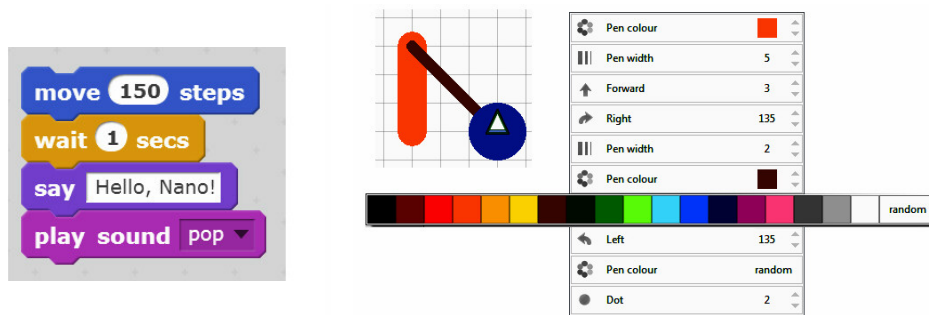 move 150 steps
wait 1 secs
say Hello, Nano!
play sound pop
Pen colour
Pen width 5
Forward 3
Right 135
Pen width 2
Pen colour
random
Left 135
Pen colour random
Dot 2